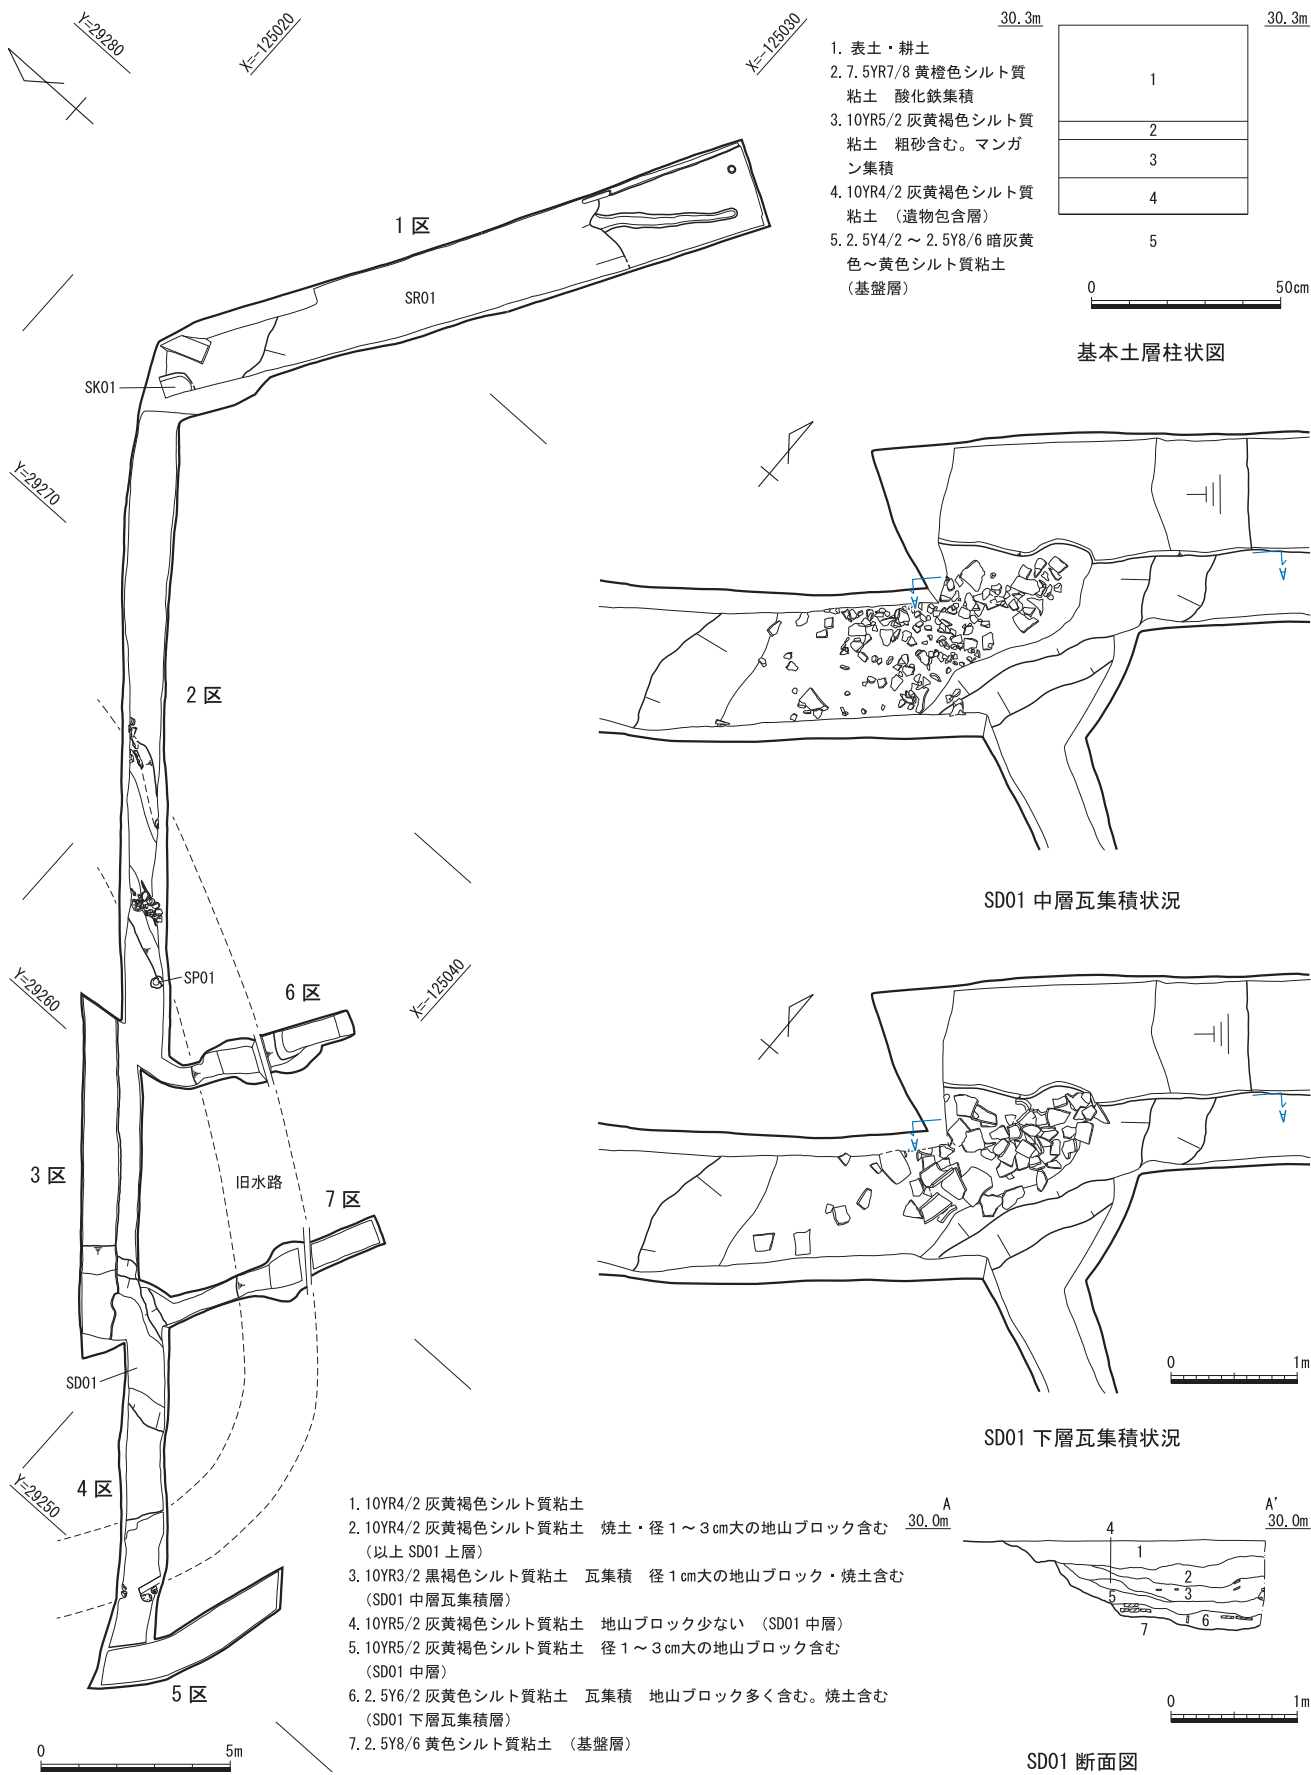 Y=29280
X=-125020
X=-125030
1区
SR01
SK01
Y=29270
2区
SP01
Y=29260
6区
X=-125040
3区
旧水路
7区
SD01
4区
Y=29250
5区
0 5m
30.3m 30.3m
1. 表土・耕土
2. 7.5YR7/8 黄橙色シルト質
粘土 酸化鉄集積
3. 10YR5/2 灰黄褐色シルト質
粘土 粗砂含む。マンガ
ン集積
4. 10YR4/2 灰黄褐色シルト質
粘土 （遺物包含層）
5. 2.5Y4/2 ～ 2.5Y8/6 暗灰黄
色～黄色シルト質粘土
（基盤層）
1
2
3
4
5
0 50cm
基本土層柱状図
A A'
SD01 中層瓦集積状況
A A'
0 1m
SD01 下層瓦集積状況
1. 10YR4/2 灰黄褐色シルト質粘土
2. 10YR4/2 灰黄褐色シルト質粘土 焼土・径１～３㎝大の地山ブロック含む
（以上 SD01 上層）
3. 10YR3/2 黒褐色シルト質粘土 瓦集積 径１㎝大の地山ブロック・焼土含む
（SD01 中層瓦集積層）
4. 10YR5/2 灰黄褐色シルト質粘土 地山ブロック少ない （SD01 中層）
5. 10YR5/2 灰黄褐色シルト質粘土 径１～３㎝大の地山ブロック含む
（SD01 中層）
6. 2.5Y6/2 灰黄色シルト質粘土 瓦集積 地山ブロック多く含む。焼土含む
（SD01 下層瓦集積層）
7. 2.5Y8/6 黄色シルト質粘土 （基盤層）
A A'
30.0m 30.0m
4
1
2
3
5
6
7
0 1m
SD01 断面図